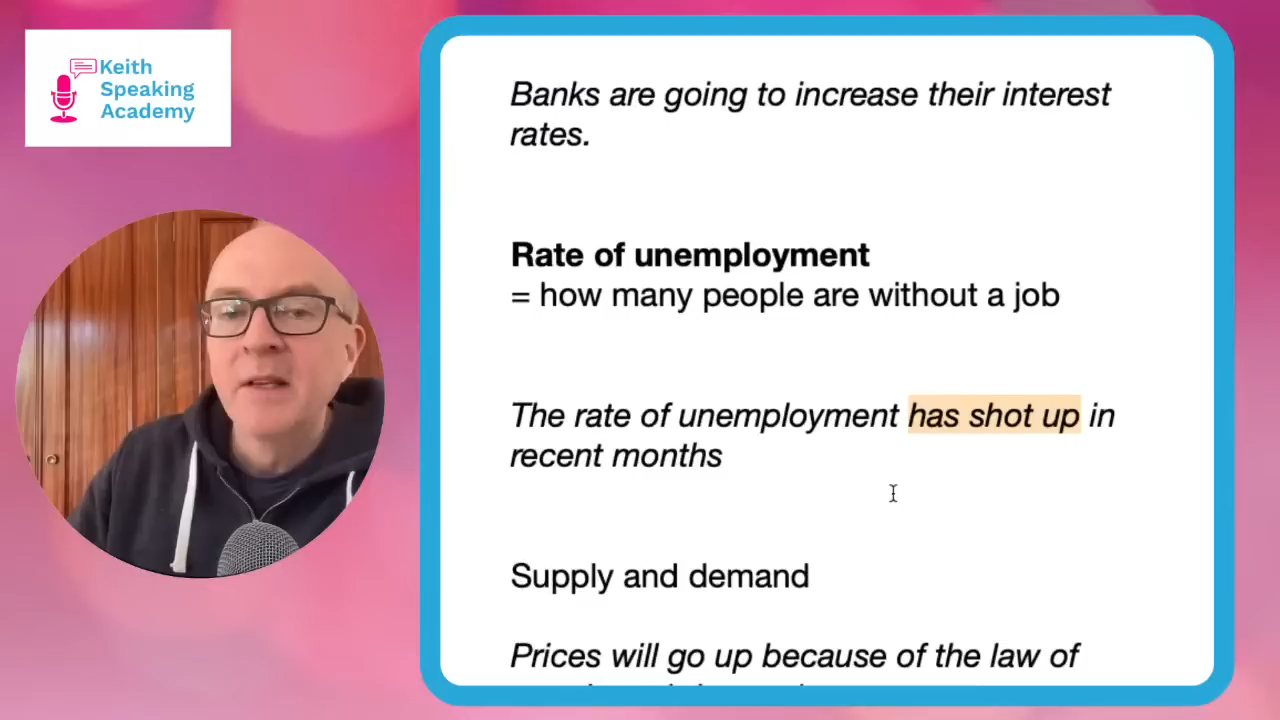 Keith
Speaking
Academy
Banks are going to increase their interest
rates.
Rate of unemployment
= how many people are without a job
The rate of unemployment has shot up in
recent months
Supply and demand
Prices will go up because of the law of